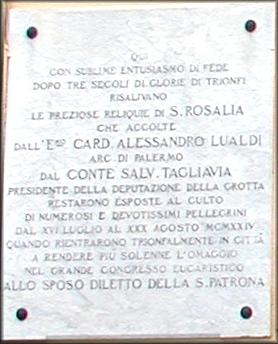 QUI
CON SUBLIME ENTUSIASMO DI FEDE
DOPO TRE SECOLI DI GLORIE DI TRIONFI
RISALIVANO
LE PREZIOSE RELIQUIE DI S. ROSALIA
CHE ACCOLTE
DALL'E.MO CARD. ALESSANDRO LUALDI
ARC. DI PALERMO
DAL CONTE SALV. TAGLIAVIA
PRESIDENTE DELLA DEPUTAZIONE DELLA GROTTA
RESTARONO ESPOSTE AL CULTO
DI NUMEROSI E DEVOTISSIMI PELLEGRINI
DAL XVI LUGLIO AL XXX AGOSTO MCMXXIV
QUANDO RIENTRARONO TRIONFALMENTE IN CITTÀ
A RENDERE PIÙ SOLENNE L'OMAGGIO
NEL GRANDE CONGRESSO EUCARISTICO
ALLO SPOSO DILETTO DELLA S. PATRONA